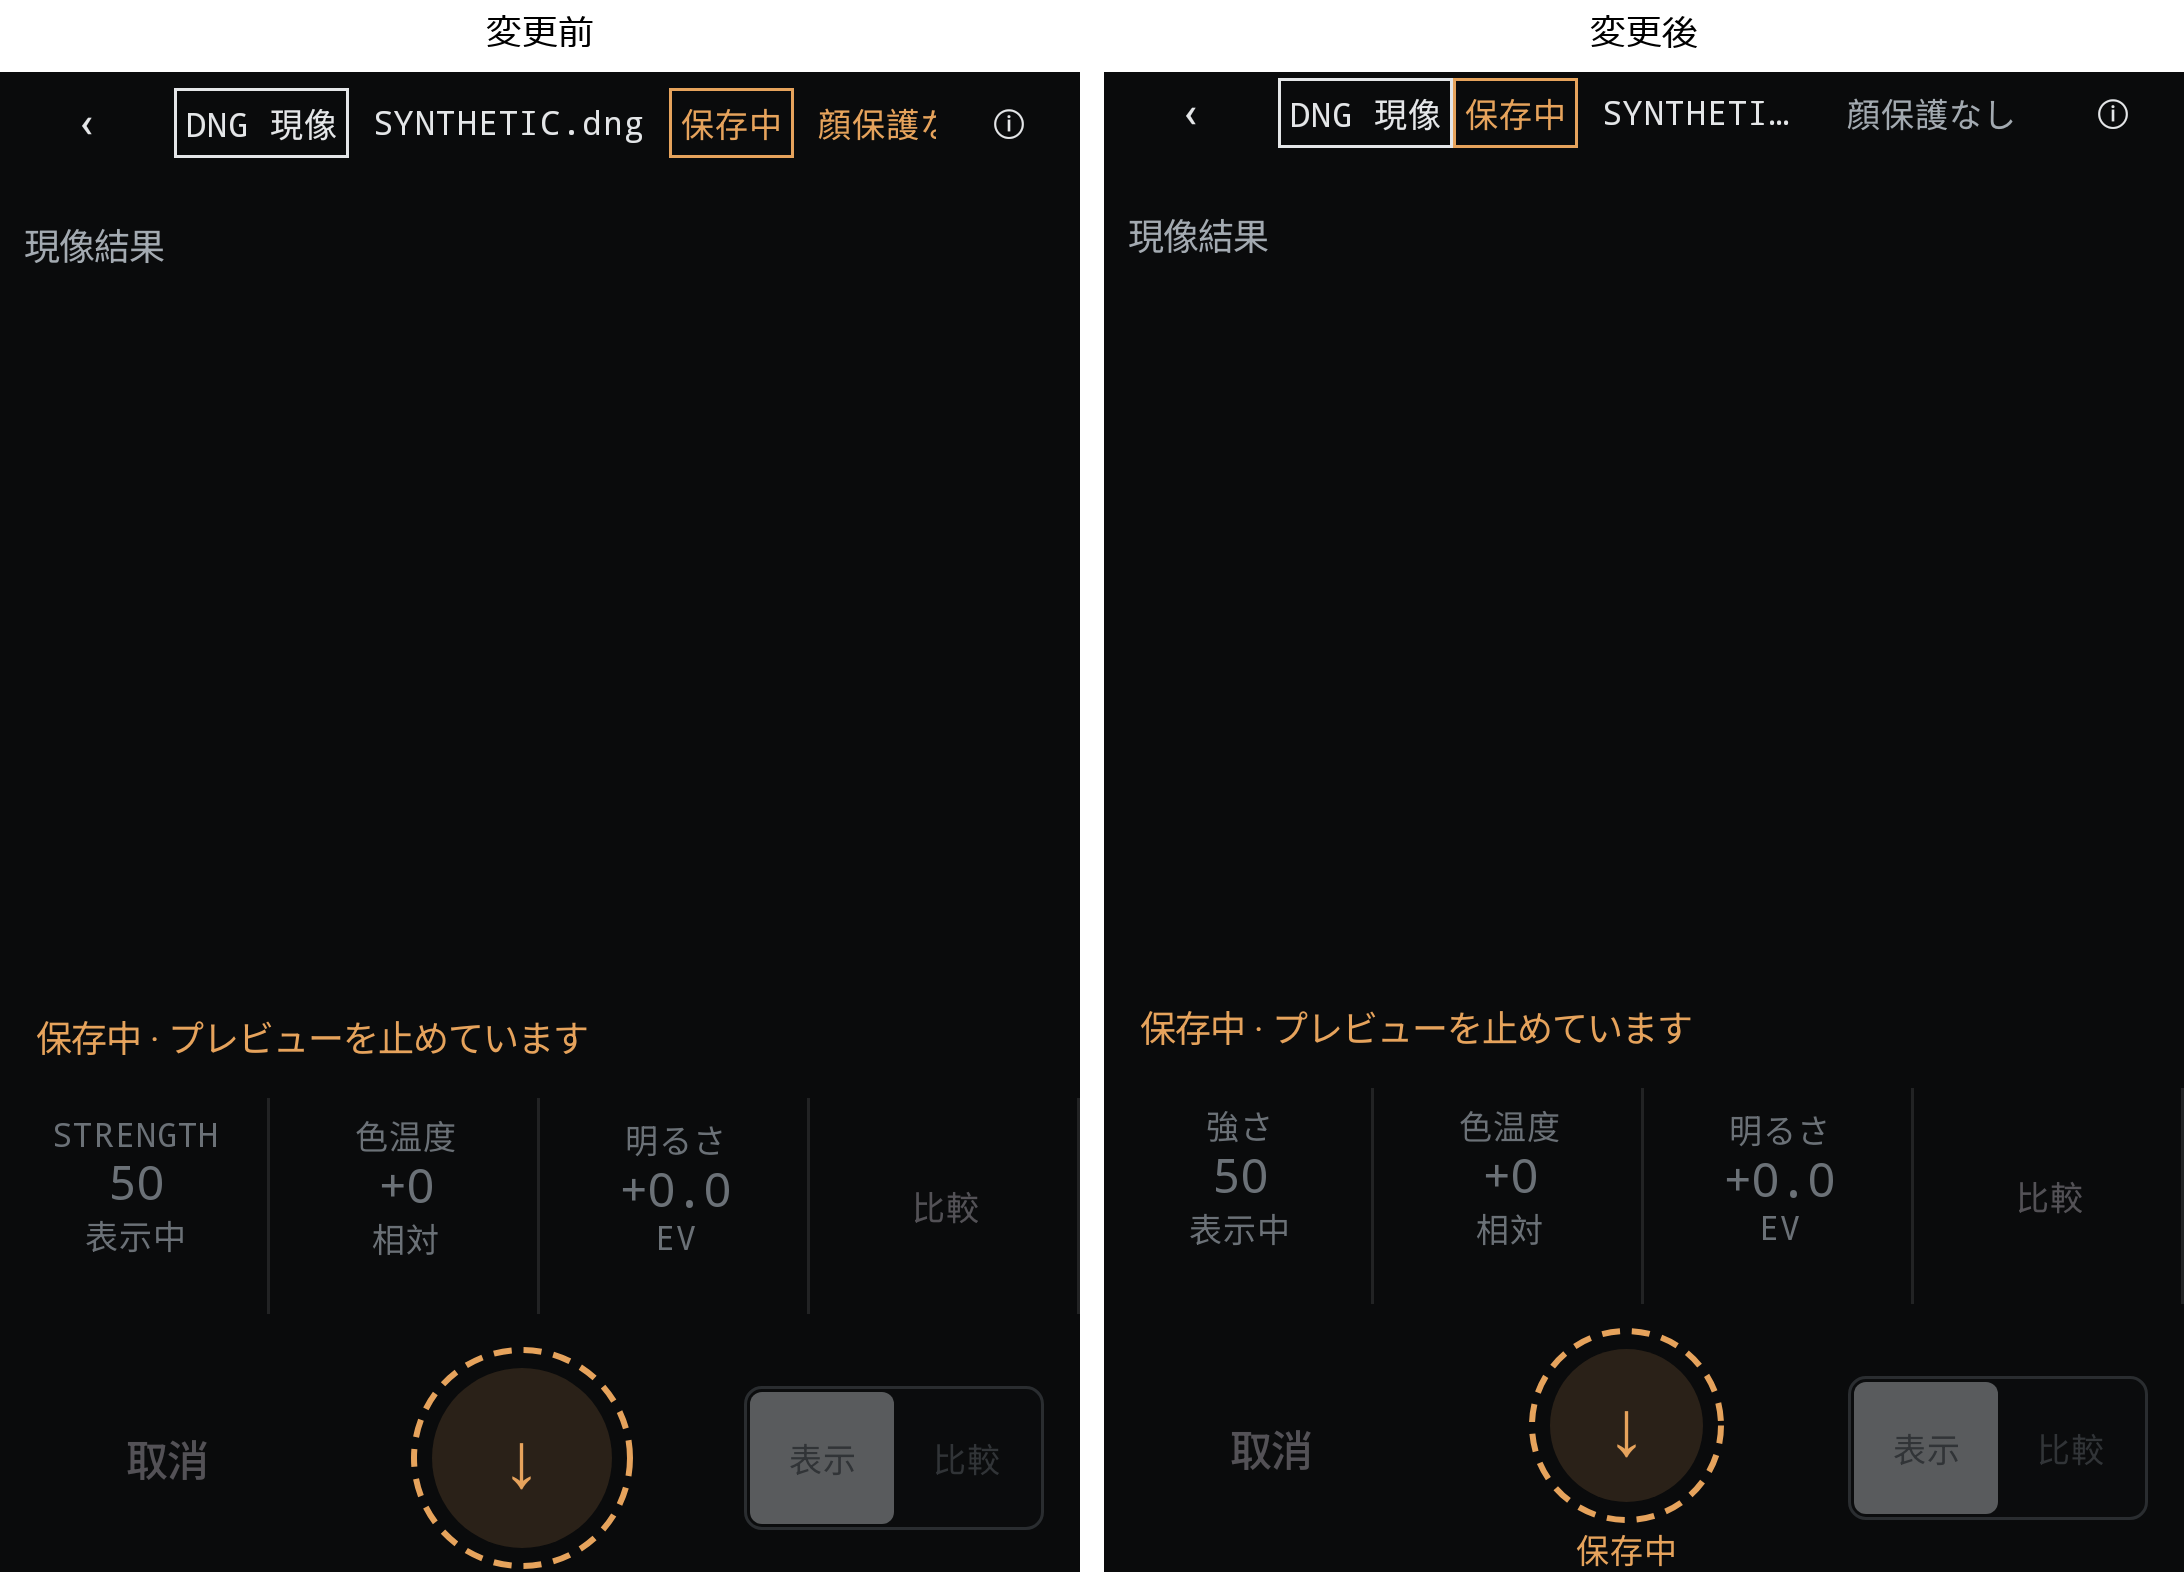 変更前
‹ DNG 現像 SYNTHETIC.dng 保存中 顔保護な ⓘ
現像結果
保存中 · プレビューを止めています
STRENGTH 色温度 明るさ 比較
50 +0 +0.0
表示中 相対 EV
取消 ↓ 表示 比較
変更後
‹ DNG 現像 保存中 SYNTHETI… 顔保護なし ⓘ
現像結果
保存中 · プレビューを止めています
強さ 色温度 明るさ 比較
50 +0 +0.0
表示中 相対 EV
取消 ↓ 表示 比較
保存中